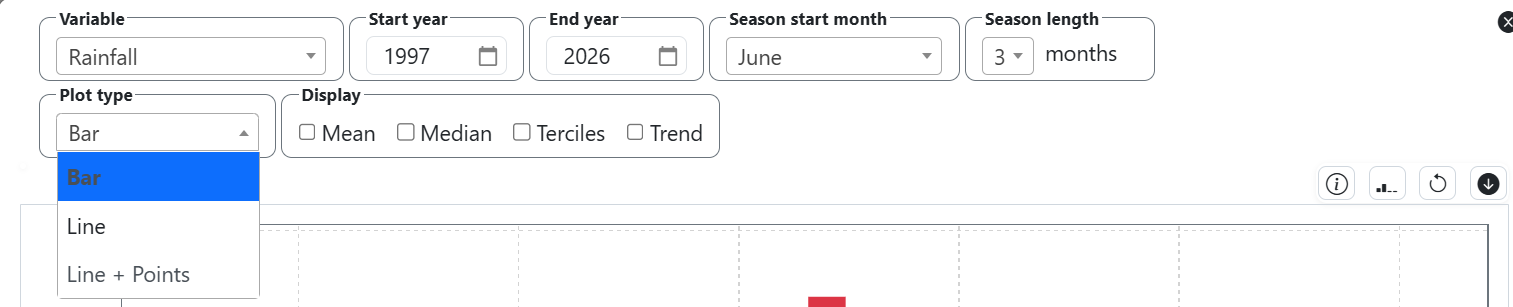 Variable Start year End year Season start month Season length
Rainfall 1997 2026 June 3 months
Plot type Display
Bar Mean Median Terciles Trend
Bar
Line
Line + Points